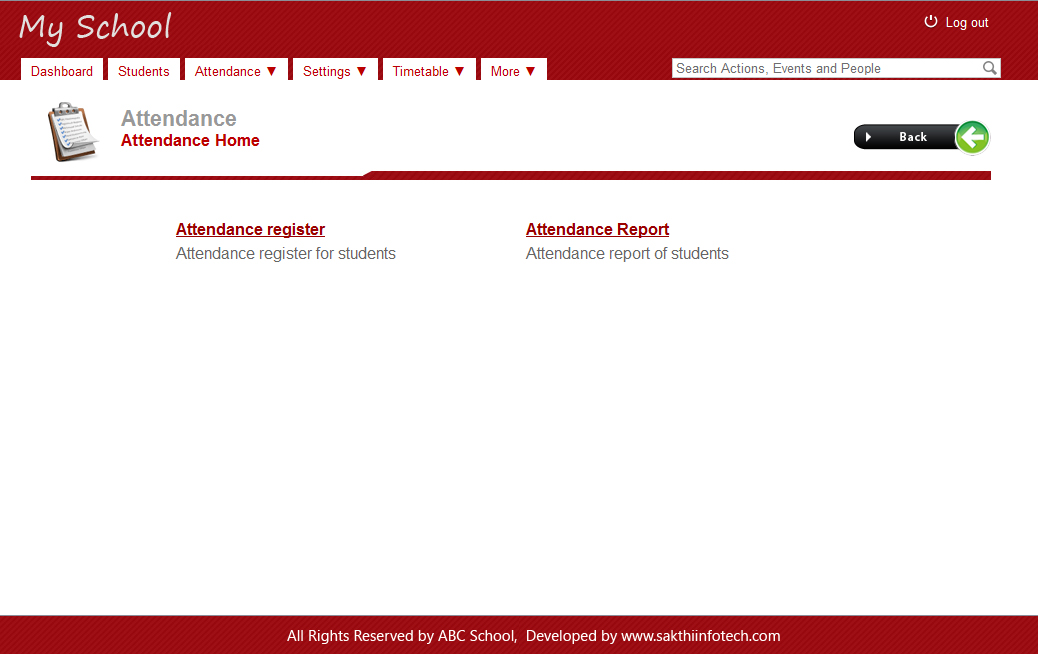 My School
Log out
Dashboard Students Attendance ▼ Settings ▼ Timetable ▼ More ▼
Search Actions, Events and People
Attendance
Attendance Home
Back
Attendance register Attendance Report
Attendance register for students Attendance report of students
All Rights Reserved by ABC School, Developed by www.sakthiinfotech.com